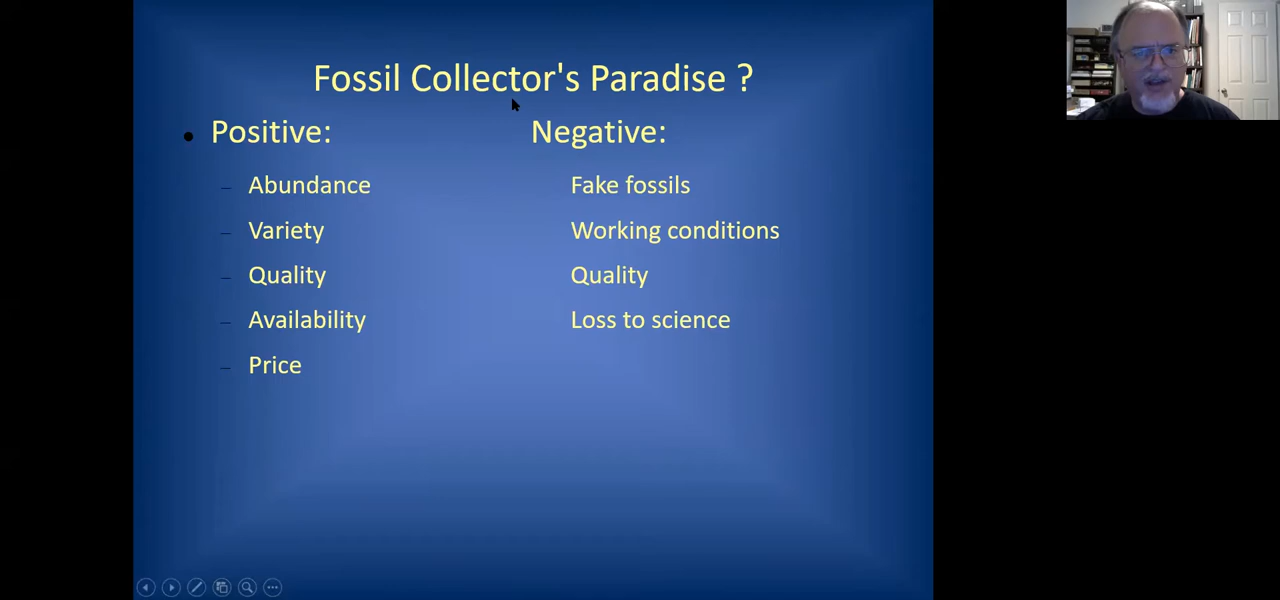 Fossil Collector's Paradise ?
• Positive:
– Abundance
– Variety
– Quality
– Availability
– Price
Negative:
Fake fossils
Working conditions
Quality
Loss to science